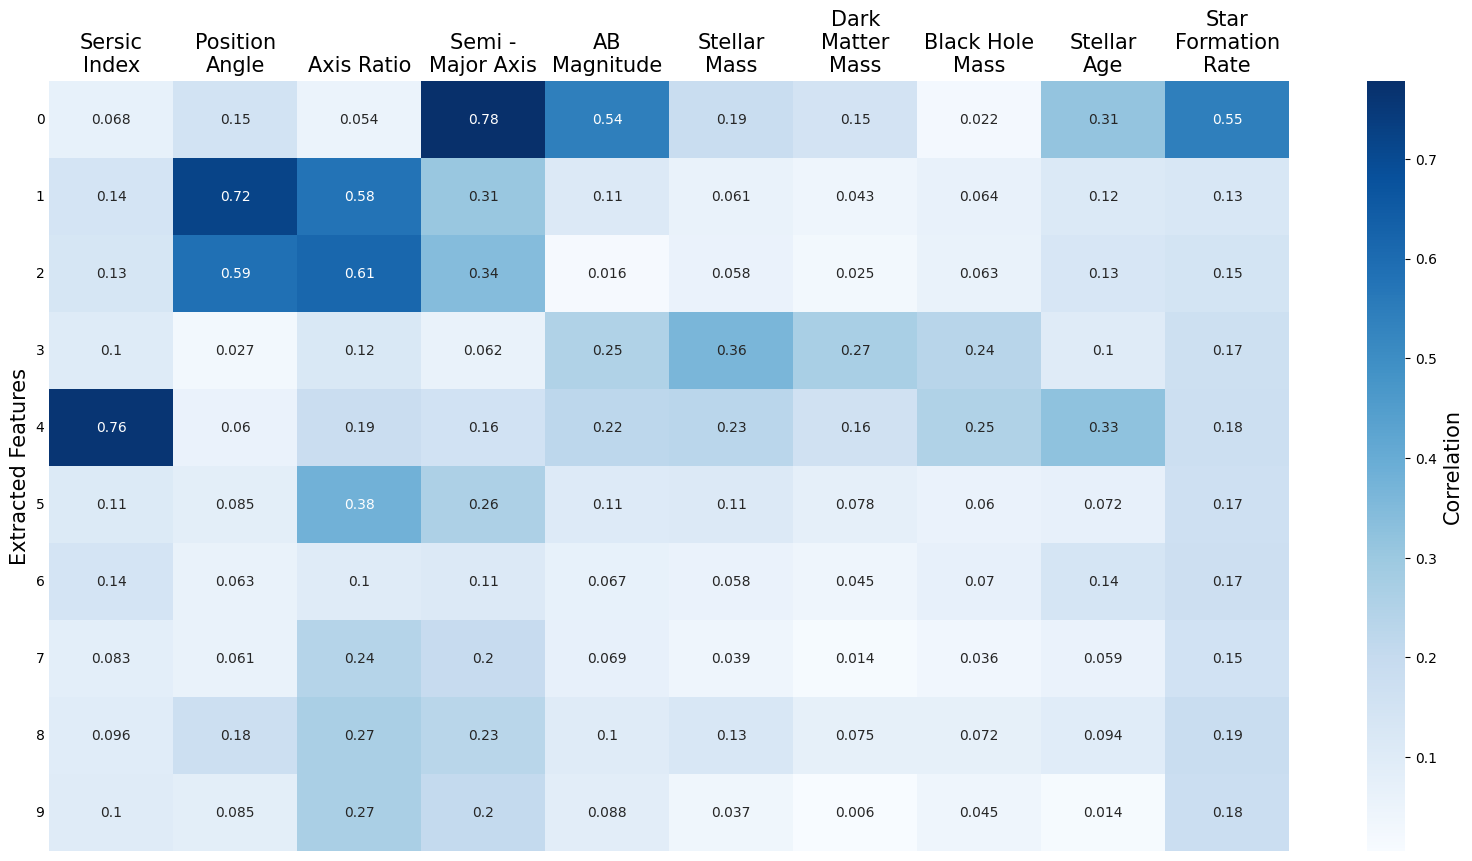 Sersic
Index
Position
Angle
Axis Ratio
Semi -
Major Axis
AB
Magnitude
Stellar
Mass
Dark
Matter
Mass
Black Hole
Mass
Stellar
Age
Star
Formation
Rate
Extracted Features
0 0.068 0.15 0.054 0.78 0.54 0.19 0.15 0.022 0.31 0.55
1 0.14 0.72 0.58 0.31 0.11 0.061 0.043 0.064 0.12 0.13
2 0.13 0.59 0.61 0.34 0.016 0.058 0.025 0.063 0.13 0.15
3 0.1 0.027 0.12 0.062 0.25 0.36 0.27 0.24 0.1 0.17
4 0.76 0.06 0.19 0.16 0.22 0.23 0.16 0.25 0.33 0.18
5 0.11 0.085 0.38 0.26 0.11 0.11 0.078 0.06 0.072 0.17
6 0.14 0.063 0.1 0.11 0.067 0.058 0.045 0.07 0.14 0.17
7 0.083 0.061 0.24 0.2 0.069 0.039 0.014 0.036 0.059 0.15
8 0.096 0.18 0.27 0.23 0.1 0.13 0.075 0.072 0.094 0.19
9 0.1 0.085 0.27 0.2 0.088 0.037 0.006 0.045 0.014 0.18
0.7
0.6
0.5
0.4
0.3
0.2
0.1
Correlation